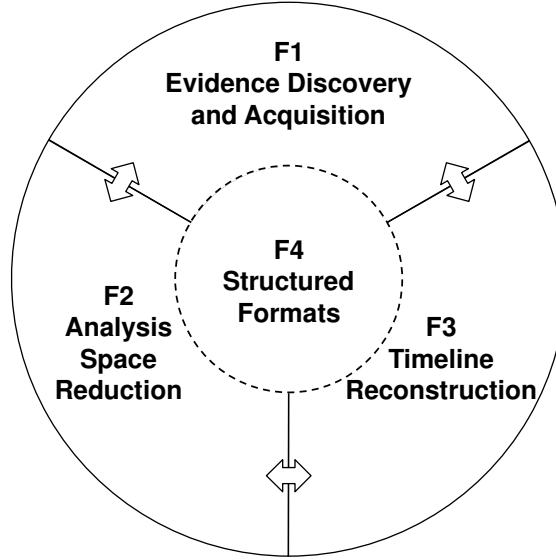 F1
Evidence Discovery
and Acquisition
F4
Structured
Formats
F2
Analysis
Space
Reduction
F3
Timeline
Reconstruction